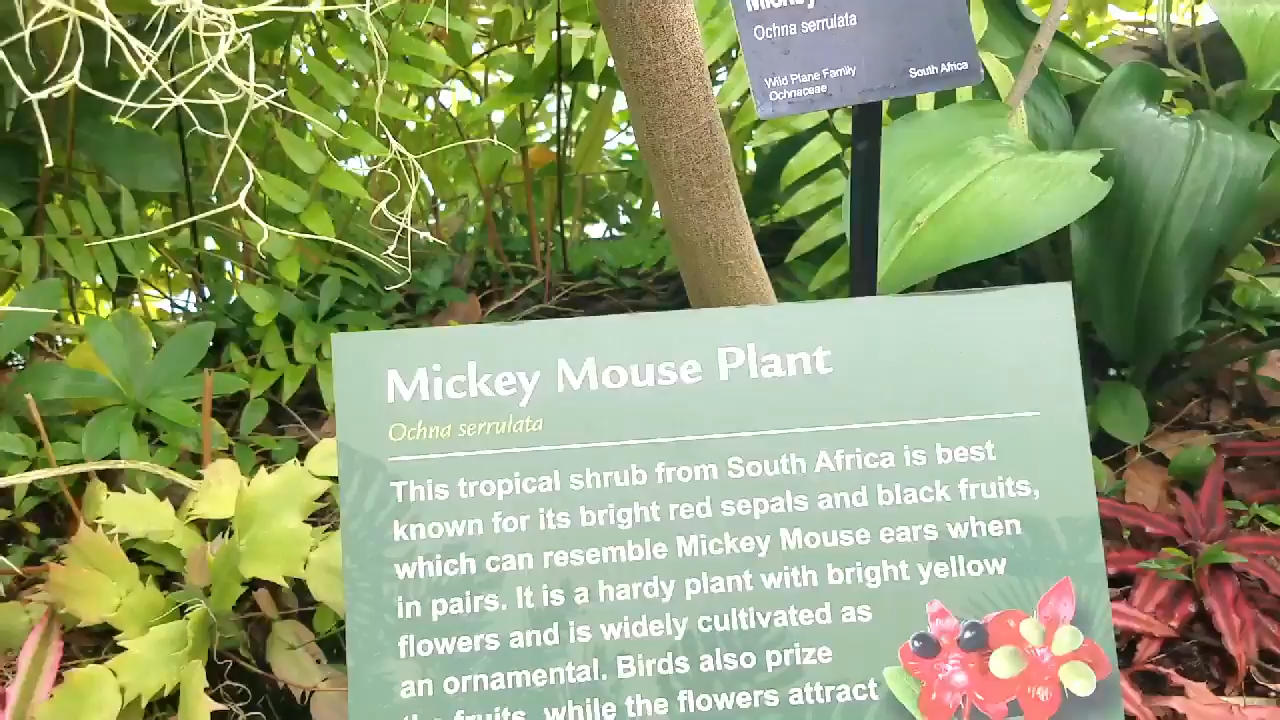 Mickey
Ochna serrulata
Wild Plane Family
Ochnaceae
South Africa
Mickey Mouse Plant
Ochna serrulata
This tropical shrub from South Africa is best
known for its bright red sepals and black fruits,
which can resemble Mickey Mouse ears when
in pairs. It is a hardy plant with bright yellow
flowers and is widely cultivated as
an ornamental. Birds also prize
the fruits, while the flowers attract